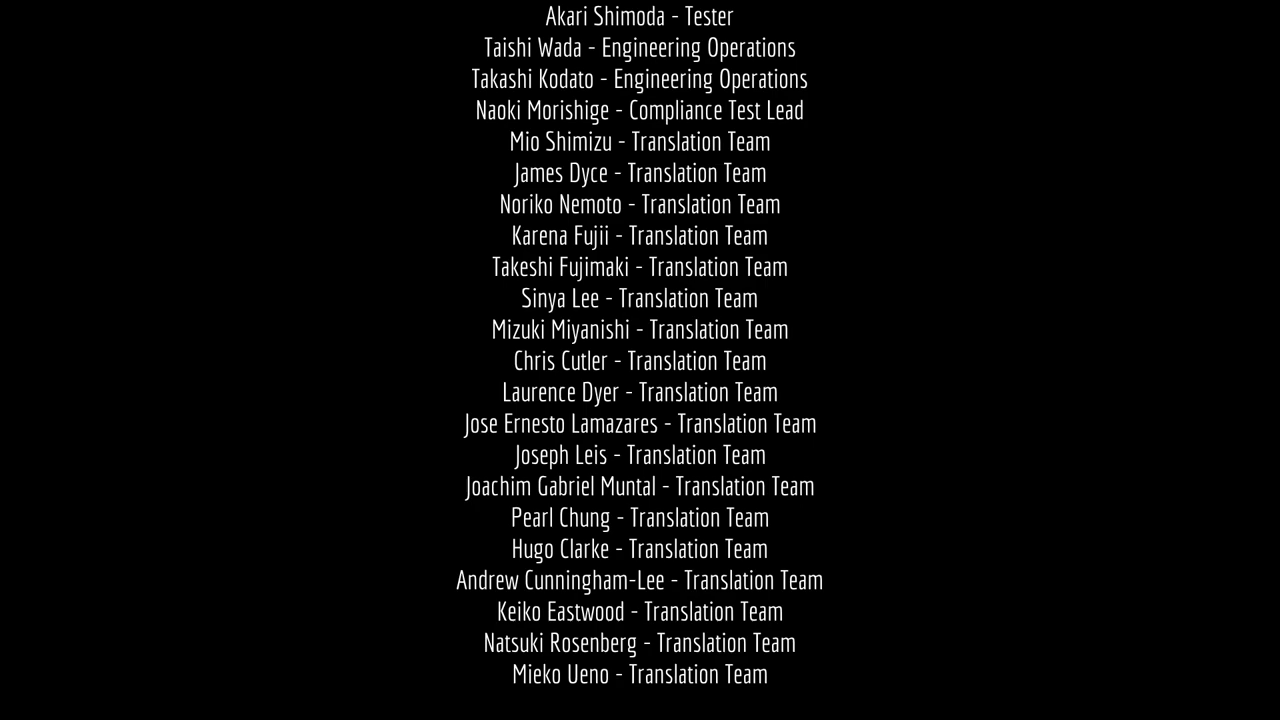 Akari Shimoda - Tester
Taishi Wada - Engineering Operations
Takashi Kodato - Engineering Operations
Naoki Morishige - Compliance Test Lead
Mio Shimizu - Translation Team
James Dyce - Translation Team
Noriko Nemoto - Translation Team
Karena Fujii - Translation Team
Takeshi Fujimaki - Translation Team
Sinya Lee - Translation Team
Mizuki Miyanishi - Translation Team
Chris Cutler - Translation Team
Laurence Dyer - Translation Team
Jose Ernesto Lamazares - Translation Team
Joseph Leis - Translation Team
Joachim Gabriel Muntal - Translation Team
Pearl Chung - Translation Team
Hugo Clarke - Translation Team
Andrew Cunningham-Lee - Translation Team
Keiko Eastwood - Translation Team
Natsuki Rosenberg - Translation Team
Mieko Ueno - Translation Team